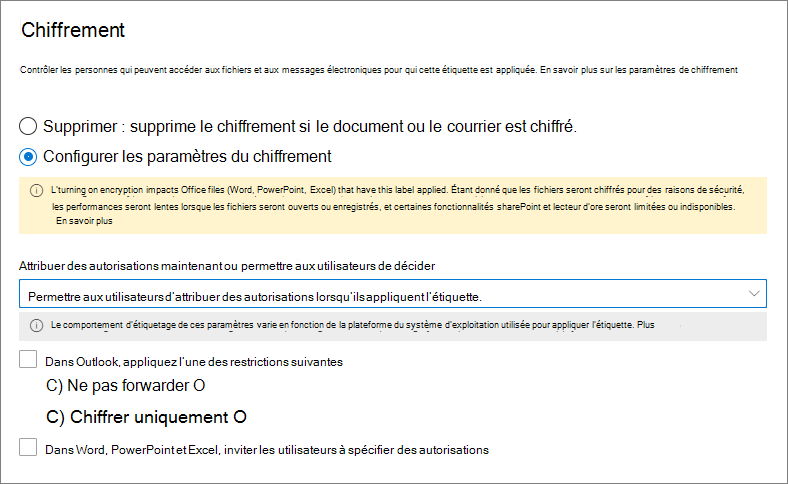 Chiffrement
Contrôler les personnes qui peuvent accéder aux fichiers et aux messages électroniques pour qui cette étiquette est appliquée. En savoir plus sur les paramètres de chiffrement
Supprimer : supprime le chiffrement si le document ou le courrier est chiffré.
Configurer les paramètres du chiffrement
L'turning on encryption impacts Office files (Word, PowerPoint, Excel) that have this label applied. Étant donné que les fichiers seront chiffrés pour des raisons de sécurité,
les performances seront lentes lorsque les fichiers seront ouverts ou enregistrés, et certaines fonctionnalités sharePoint et lecteur d'ore seront limitées ou indisponibles.
En savoir plus
Attribuer des autorisations maintenant ou permettre aux utilisateurs de décider
Permettre aux utilisateurs d'attribuer des autorisations lorsqu'ils appliquent l'étiquette.
Le comportement d'étiquetage de ces paramètres varie en fonction de la plateforme du système d'exploitation utilisée pour appliquer l'étiquette. Plus
Dans Outlook, appliquez l'une des restrictions suivantes
C) Ne pas forwarder O
C) Chiffrer uniquement O
Dans Word, PowerPoint et Excel, inviter les utilisateurs à spécifier des autorisations